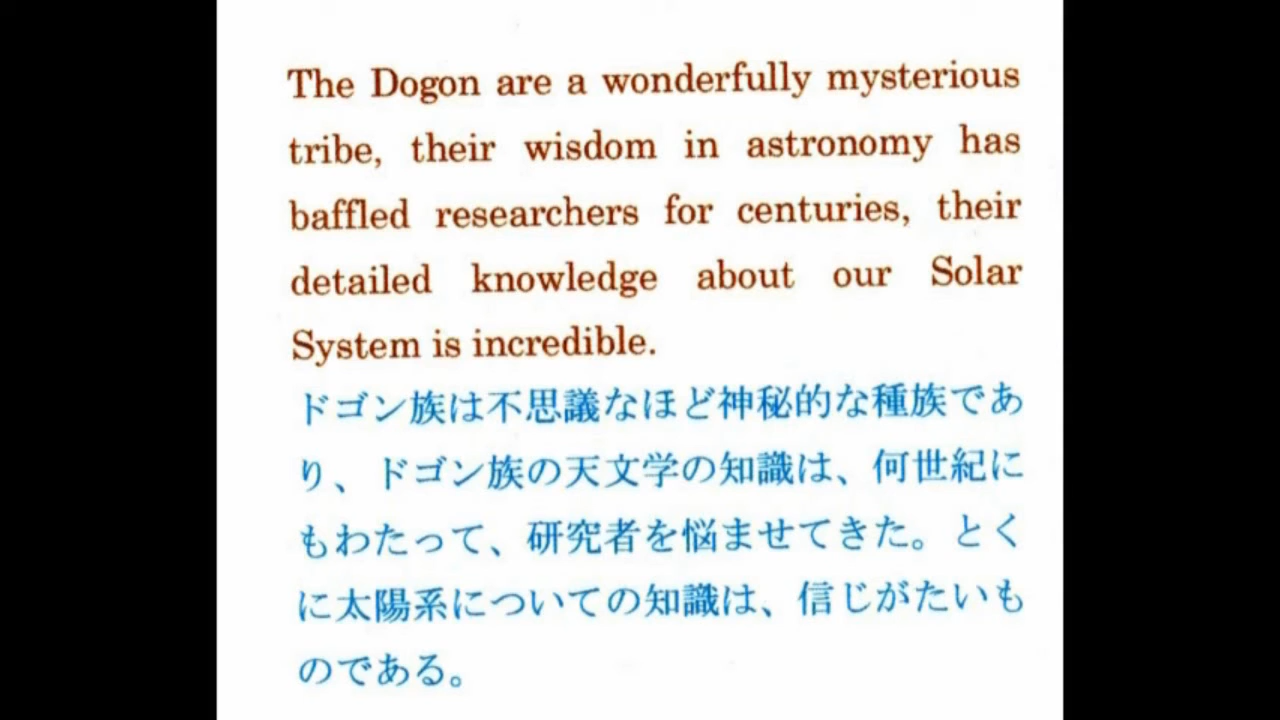 The Dogon are a wonderfully mysterious
tribe, their wisdom in astronomy has
baffled researchers for centuries, their
detailed knowledge about our Solar
System is incredible.
ドゴン族は不思議なほど神秘的な種族であ
り、ドゴン族の天文学の知識は、何世紀に
もわたって、研究者を悩ませてきた。とく
に太陽系についての知識は、信じがたいも
のである。